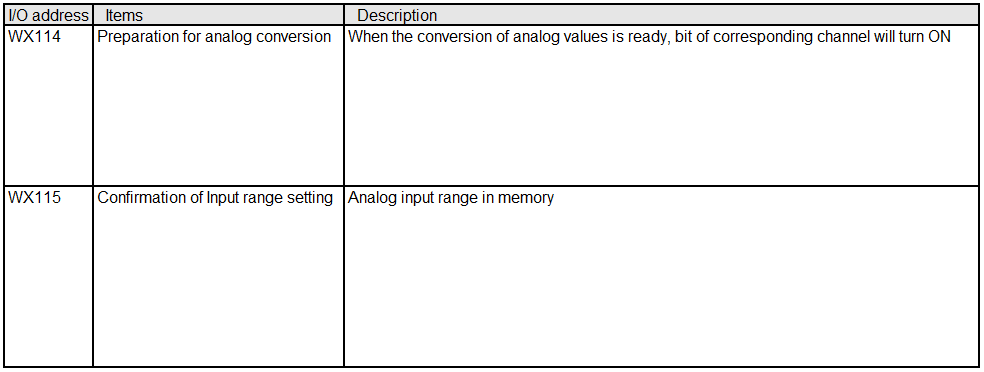 I/O address Items Description
WX114 Preparation for analog conversion When the conversion of analog values is ready, bit of corresponding channel will turn ON
WX115 Confirmation of Input range setting Analog input range in memory